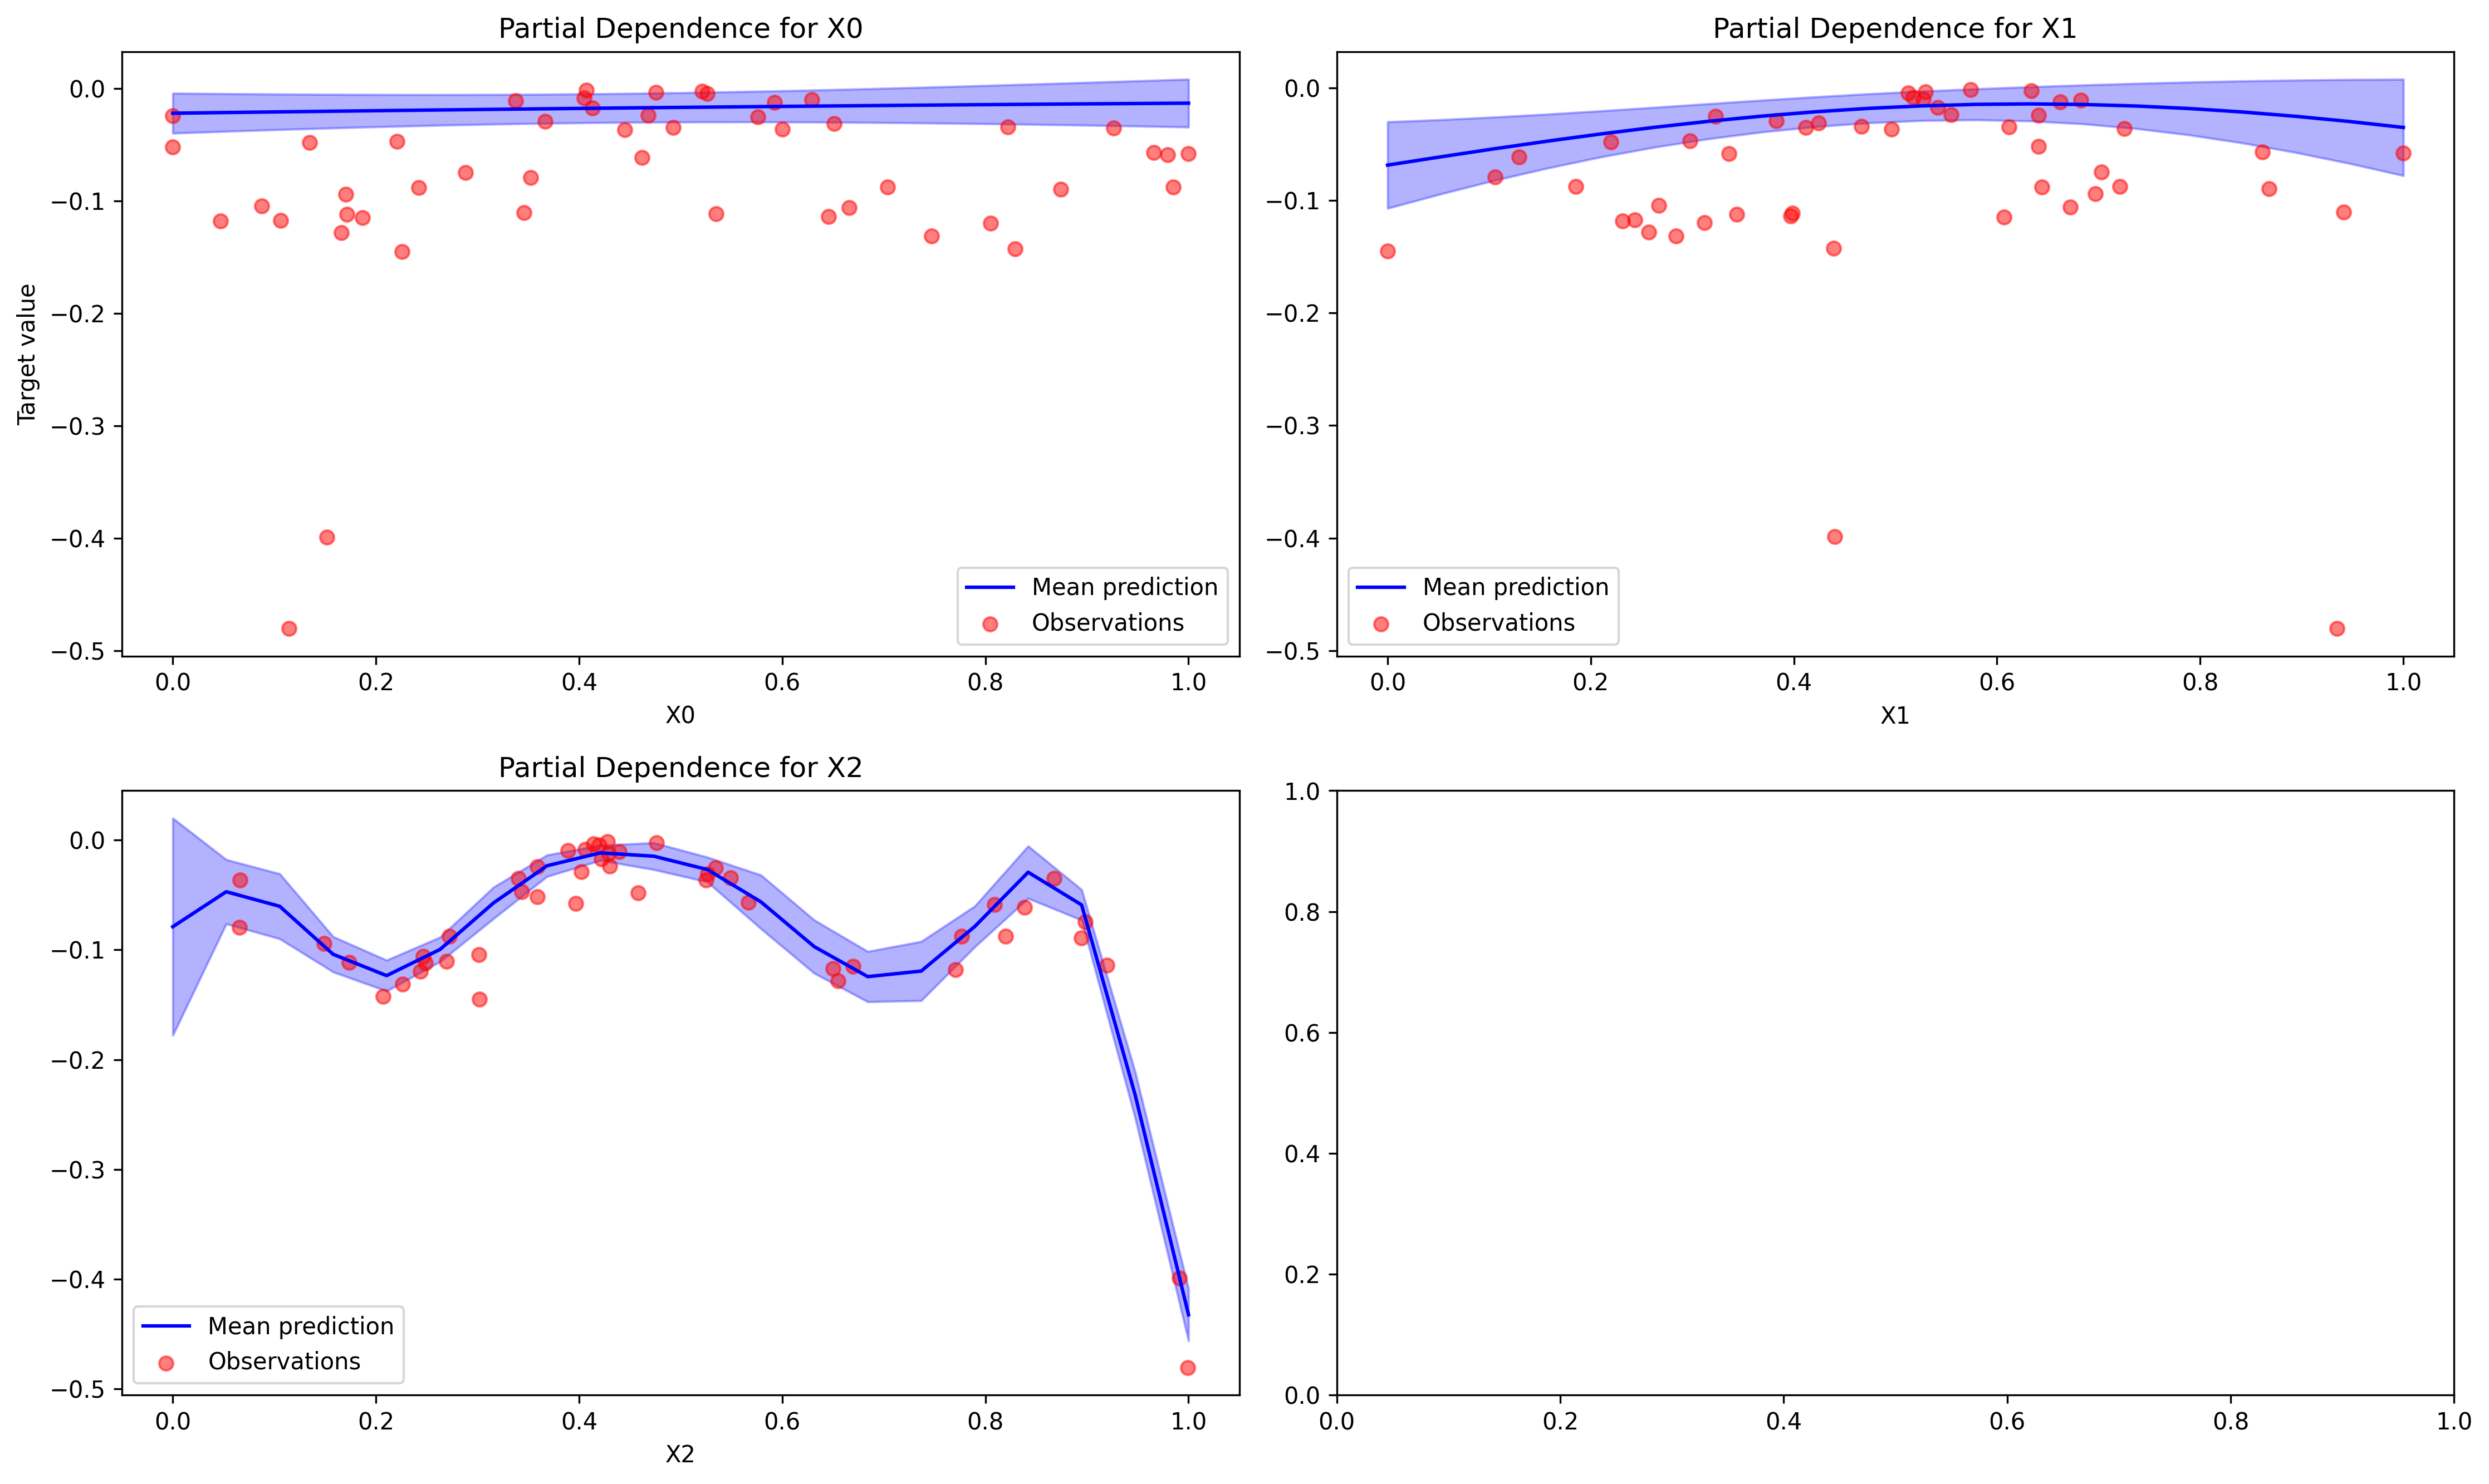 Partial Dependence for X0
0.0
−0.1
−0.2
−0.3
−0.4
−0.5
Target value
Mean prediction
Observations
0.0 0.2 0.4 0.6 0.8 1.0
X0
Partial Dependence for X1
0.0
−0.1
−0.2
−0.3
−0.4
−0.5
Mean prediction
Observations
0.0 0.2 0.4 0.6 0.8 1.0
X1
Partial Dependence for X2
0.0
−0.1
−0.2
−0.3
−0.4
−0.5
Mean prediction
Observations
0.0 0.2 0.4 0.6 0.8 1.0
X2
1.0
0.8
0.6
0.4
0.2
0.0
0.0 0.2 0.4 0.6 0.8 1.0